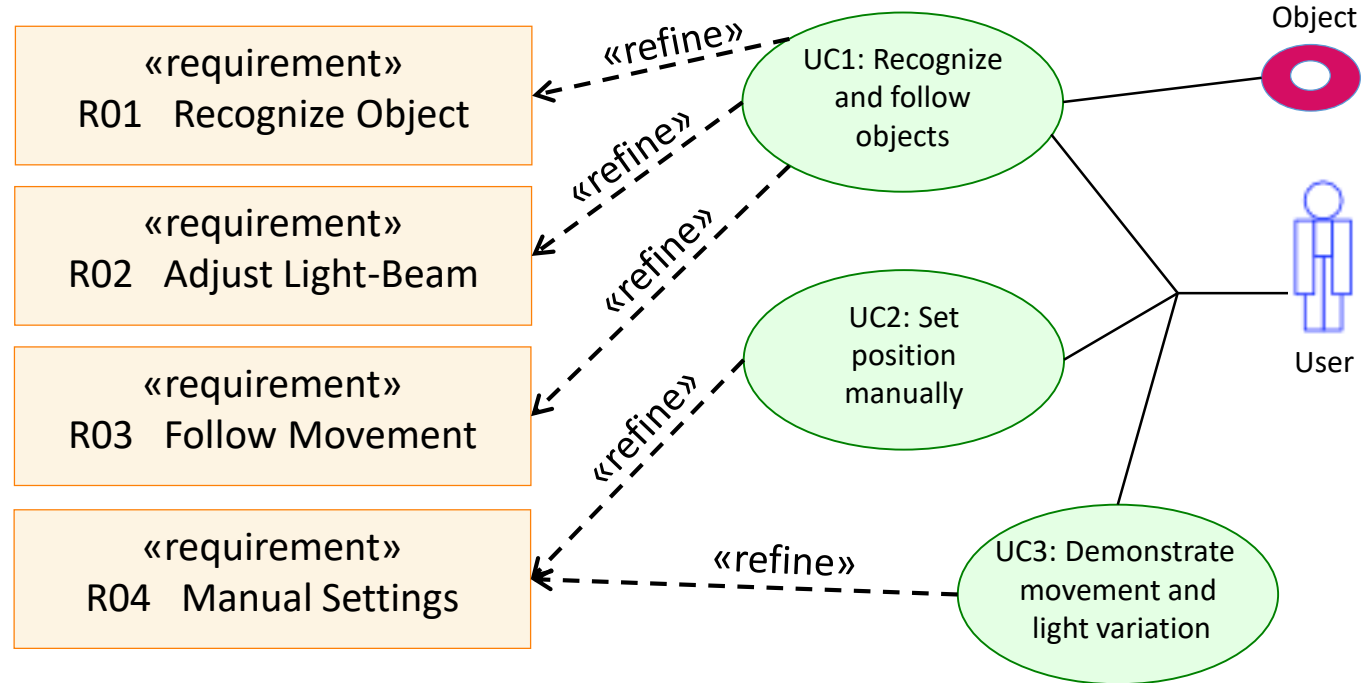 «requirement»
R01 Recognize Object
«requirement»
R02 Adjust Light-Beam
«requirement»
R03 Follow Movement
«requirement»
R04 Manual Settings
«refine»
«refine»
«refine»
«refine»
«refine»
UC1: Recognize
and follow
objects
UC2: Set
position
manually
UC3: Demonstrate
movement and
light variation
Object
User